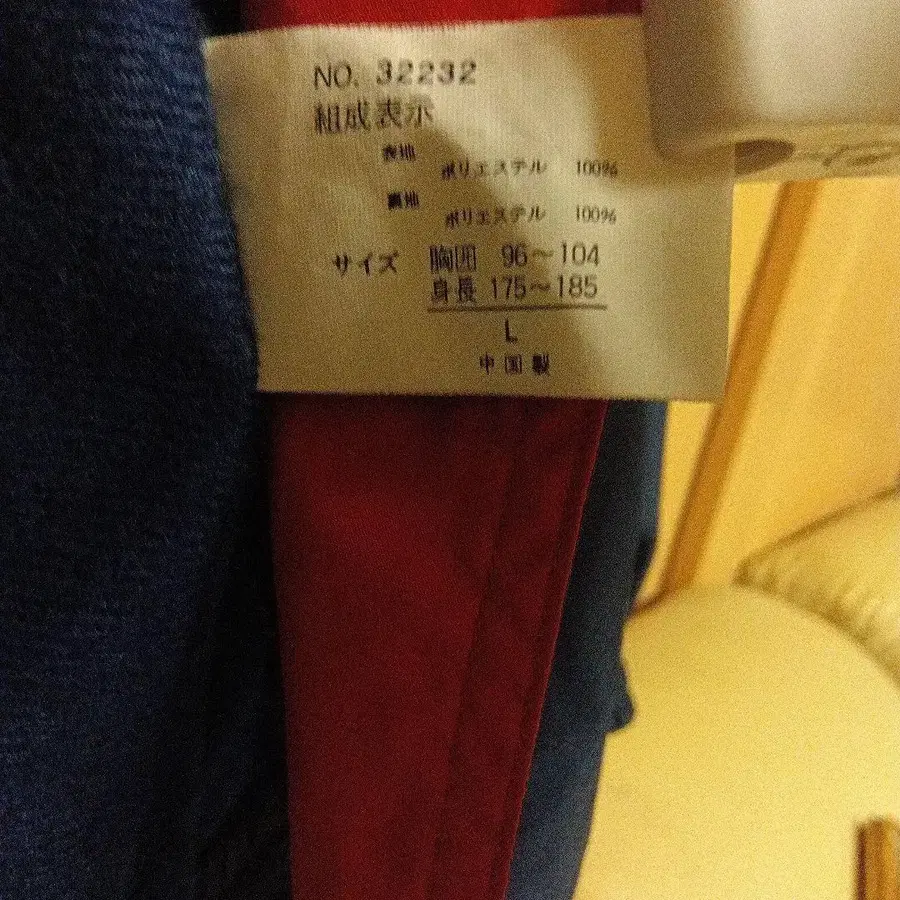 NO. 32232
組成表示
表地
ポリエステル 100%
裏地
ポリエステル 100%
サイズ 胸囲 96～104
身長 175～185
L
中国製